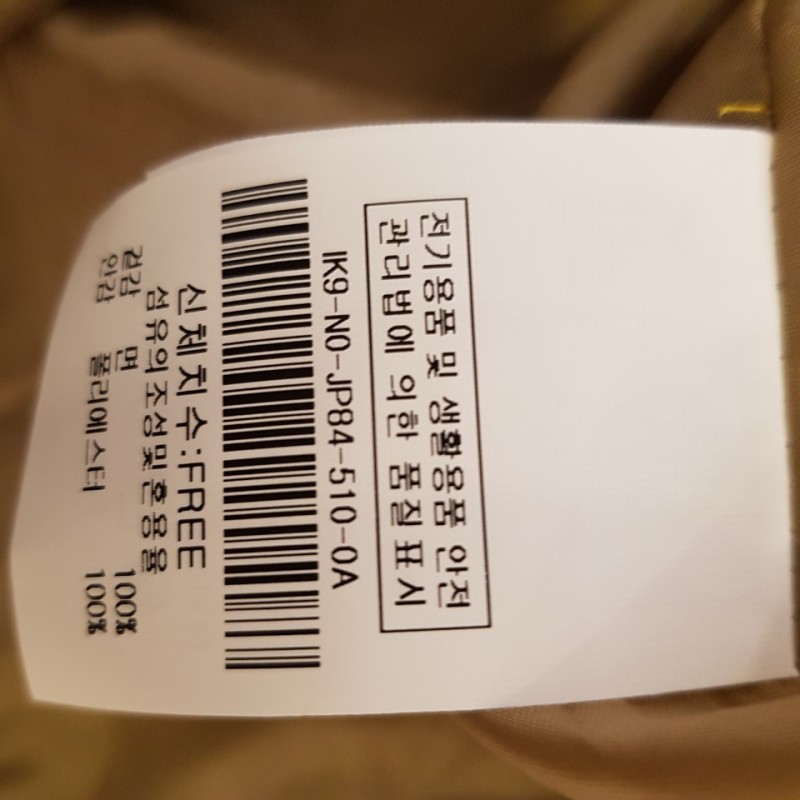 전기용품 및 생활용품 안전
관리법에 의한 품질표시
IK9-N0-JP84-510-0A
신체치수:FREE
섬유의조성및혼용율
겉감 면 100%
안감 폴리에스터 100%